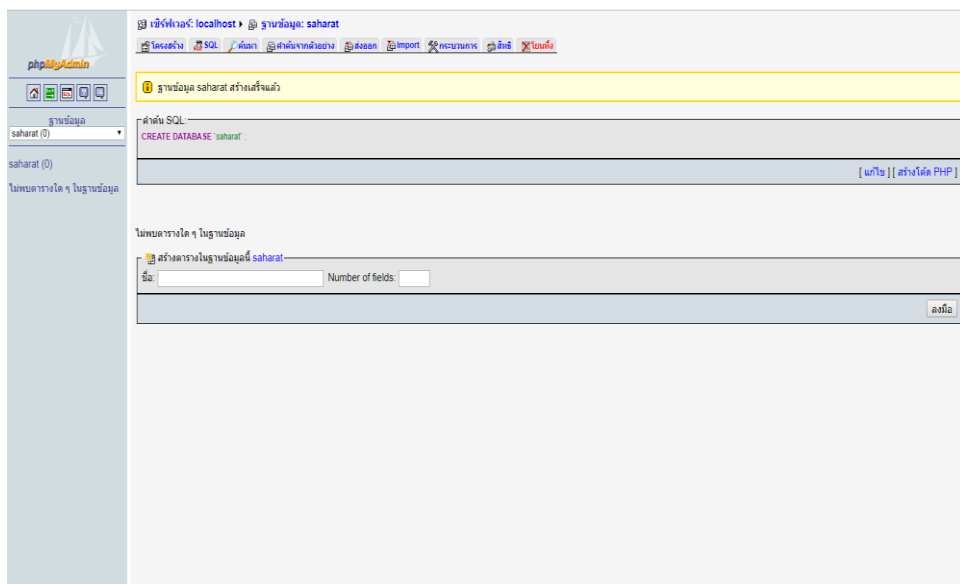 phpMyAdmin
ฐานข้อมูล
saharat (0)
saharat (0)
ไม่พบตารางใด ๆ ในฐานข้อมูล
เซิร์ฟเวอร์: localhost ▸ ฐานข้อมูล: saharat
โครงสร้าง SQL ค้นหา คำค้นจากตัวอย่าง ส่งออก Import กระบวนการ สิทธิ โยนทิ้ง
ฐานข้อมูล saharat สร้างเสร็จแล้ว
คำค้น SQL:
CREATE DATABASE `saharat` ;
[ แก้ไข ] [ สร้างโค้ด PHP ]
ไม่พบตารางใด ๆ ในฐานข้อมูล
สร้างตารางในฐานข้อมูลนี้ saharat
ชื่อ: Number of fields:
ลงมือ